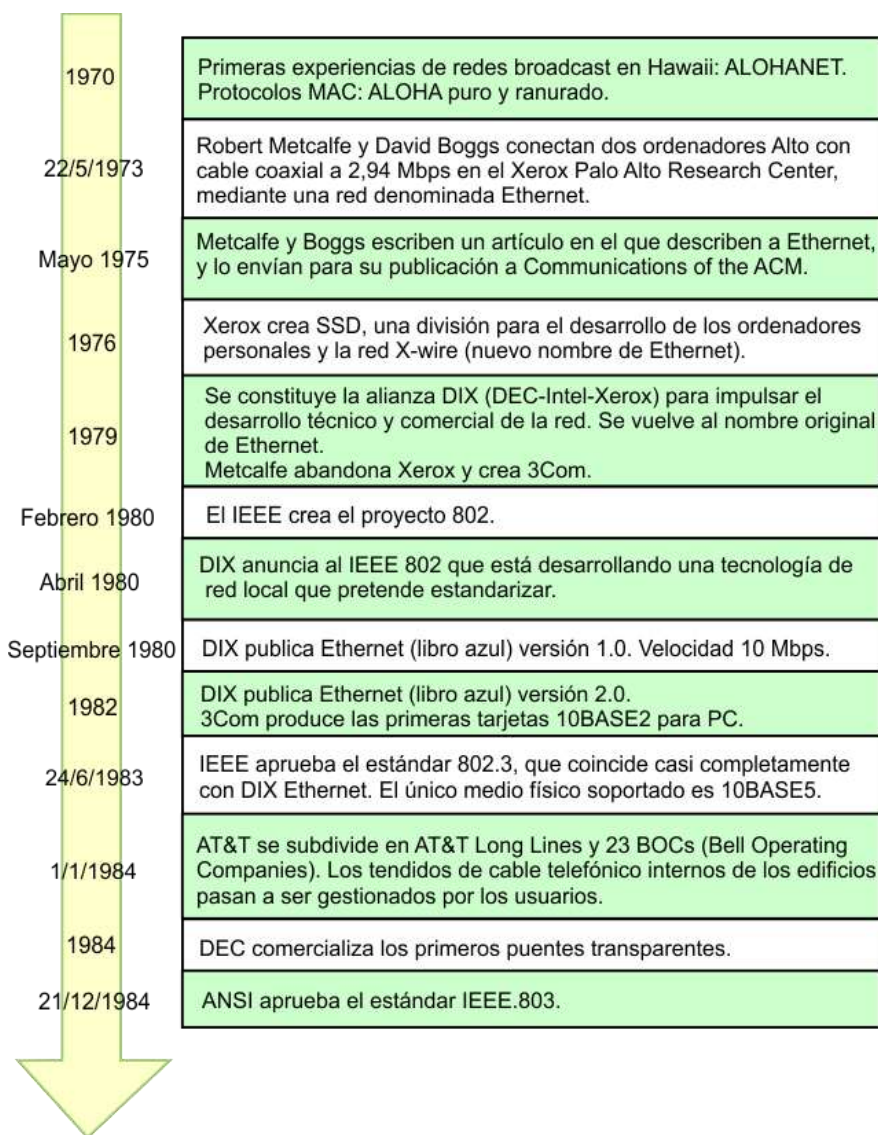 1970
Primeras experiencias de redes broadcast en Hawaii: ALOHANET.
Protocolos MAC: ALOHA puro y ranurado.
22/5/1973
Robert Metcalfe y David Boggs conectan dos ordenadores Alto con
cable coaxial a 2,94 Mbps en el Xerox Palo Alto Research Center,
mediante una red denominada Ethernet.
Mayo 1975
Metcalfe y Boggs escriben un artículo en el que describen a Ethernet,
y lo envían para su publicación a Communications of the ACM.
1976
Xerox crea SSD, una división para el desarrollo de los ordenadores
personales y la red X-wire (nuevo nombre de Ethernet).
1979
Se constituye la alianza DIX (DEC-Intel-Xerox) para impulsar el
desarrollo técnico y comercial de la red. Se vuelve al nombre original
de Ethernet.
Metcalfe abandona Xerox y crea 3Com.
Febrero 1980
El IEEE crea el proyecto 802.
Abril 1980
DIX anuncia al IEEE 802 que está desarrollando una tecnología de
red local que pretende estandarizar.
Septiembre 1980
DIX publica Ethernet (libro azul) versión 1.0. Velocidad 10 Mbps.
1982
DIX publica Ethernet (libro azul) versión 2.0.
3Com produce las primeras tarjetas 10BASE2 para PC.
24/6/1983
IEEE aprueba el estándar 802.3, que coincide casi completamente
con DIX Ethernet. El único medio físico soportado es 10BASE5.
1/1/1984
AT&T se subdivide en AT&T Long Lines y 23 BOCs (Bell Operating
Companies). Los tendidos de cable telefónico internos de los edificios
pasan a ser gestionados por los usuarios.
1984
DEC comercializa los primeros puentes transparentes.
21/12/1984
ANSI aprueba el estándar IEEE.803.